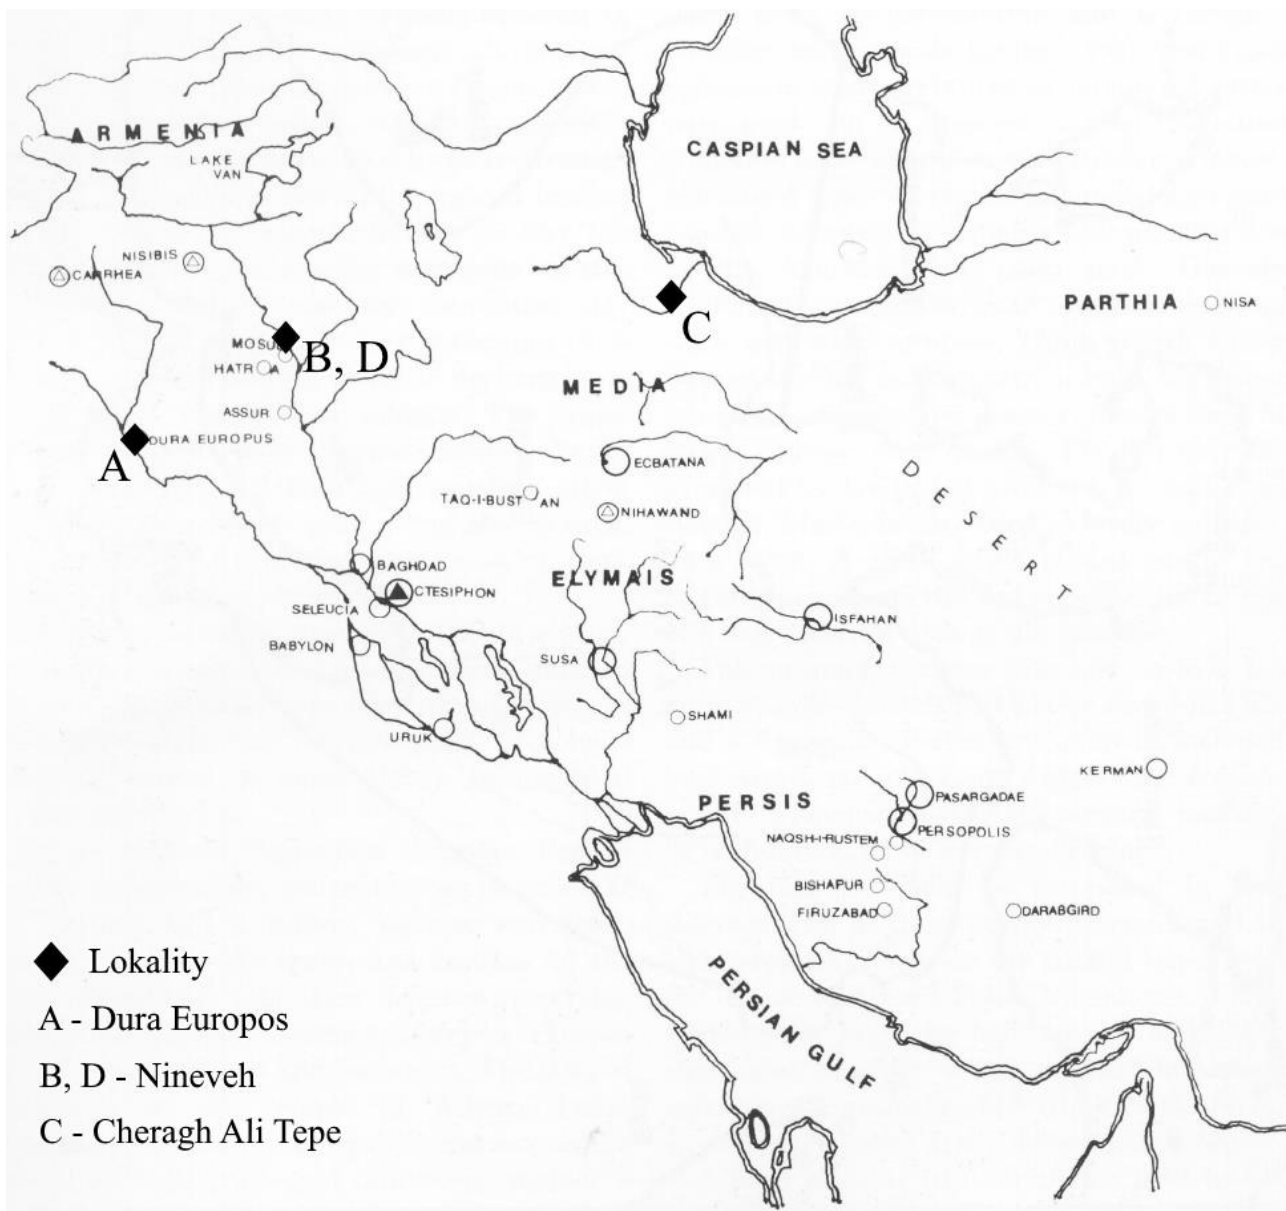 ARMENIA
LAKE
VAN
CASPIAN SEA
NISIBIS
CARRHEA
PARTHIA
NISA
C
MOSUL
B, D
HATRA
MEDIA
ASSUR
DURA EUROPUS
A
ECBATANA
DESERT
TAQ-I-BUSTAN
NIHAWAND
BAGHDAD
ELYMAIS
CTESIPHON
SELEUCIA
ISFAHAN
BABYLON
SUSA
SHAMI
URUK
KERMAN
PERSIS
PASARGADAE
PERSOPOLIS
NAQSH-I-RUSTEM
BISHAPUR
FIRUZABAD
DARABGIRD
PERSIAN GULF
Lokality
A - Dura Europos
B, D - Nineveh
C - Cheragh Ali Tepe